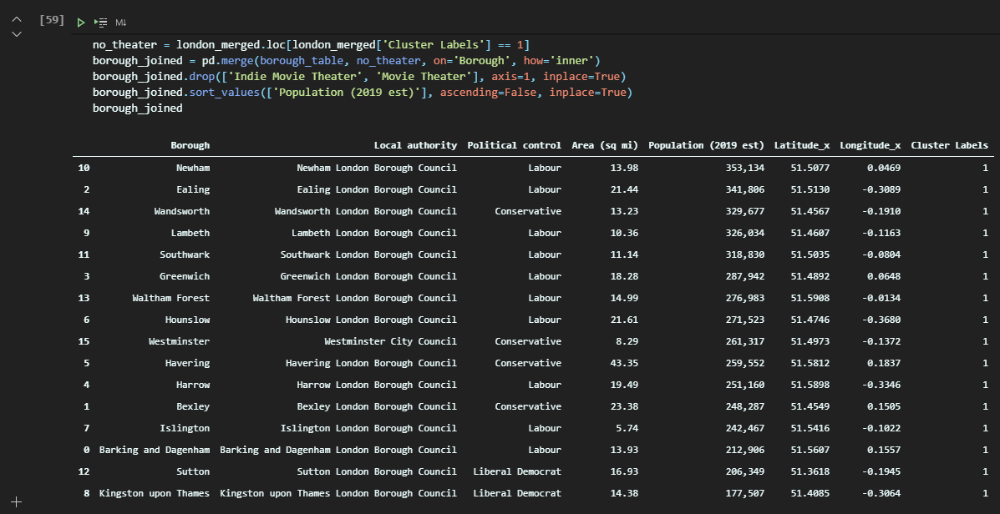 [59] M↓
no_theater = london_merged.loc[london_merged['Cluster Labels'] == 1]
borough_joined = pd.merge(borough_table, no_theater, on='Borough', how='inner')
borough_joined.drop(['Indie Movie Theater', 'Movie Theater'], axis=1, inplace=True)
borough_joined.sort_values(['Population (2019 est)'], ascending=False, inplace=True)
borough_joined
Borough Local authority Political control Area (sq mi) Population (2019 est) Latitude_x Longitude_x Cluster Labels
10 Newham Newham London Borough Council Labour 13.98 353,134 51.5077 0.0469 1
2 Ealing Ealing London Borough Council Labour 21.44 341,806 51.5130 -0.3089 1
14 Wandsworth Wandsworth London Borough Council Conservative 13.23 329,677 51.4567 -0.1910 1
9 Lambeth Lambeth London Borough Council Labour 10.36 326,034 51.4607 -0.1163 1
11 Southwark Southwark London Borough Council Labour 11.14 318,830 51.5035 -0.0804 1
3 Greenwich Greenwich London Borough Council Labour 18.28 287,942 51.4892 0.0648 1
13 Waltham Forest Waltham Forest London Borough Council Labour 14.99 276,983 51.5908 -0.0134 1
6 Hounslow Hounslow London Borough Council Labour 21.61 271,523 51.4746 -0.3680 1
15 Westminster Westminster City Council Conservative 8.29 261,317 51.4973 -0.1372 1
5 Havering Havering London Borough Council Conservative 43.35 259,552 51.5812 0.1837 1
4 Harrow Harrow London Borough Council Labour 19.49 251,160 51.5898 -0.3346 1
1 Bexley Bexley London Borough Council Conservative 23.38 248,287 51.4549 0.1505 1
7 Islington Islington London Borough Council Labour 5.74 242,467 51.5416 -0.1022 1
0 Barking and Dagenham Barking and Dagenham London Borough Council Labour 13.93 212,906 51.5607 0.1557 1
12 Sutton Sutton London Borough Council Liberal Democrat 16.93 206,349 51.3618 -0.1945 1
8 Kingston upon Thames Kingston upon Thames London Borough Council Liberal Democrat 14.38 177,507 51.4085 -0.3064 1